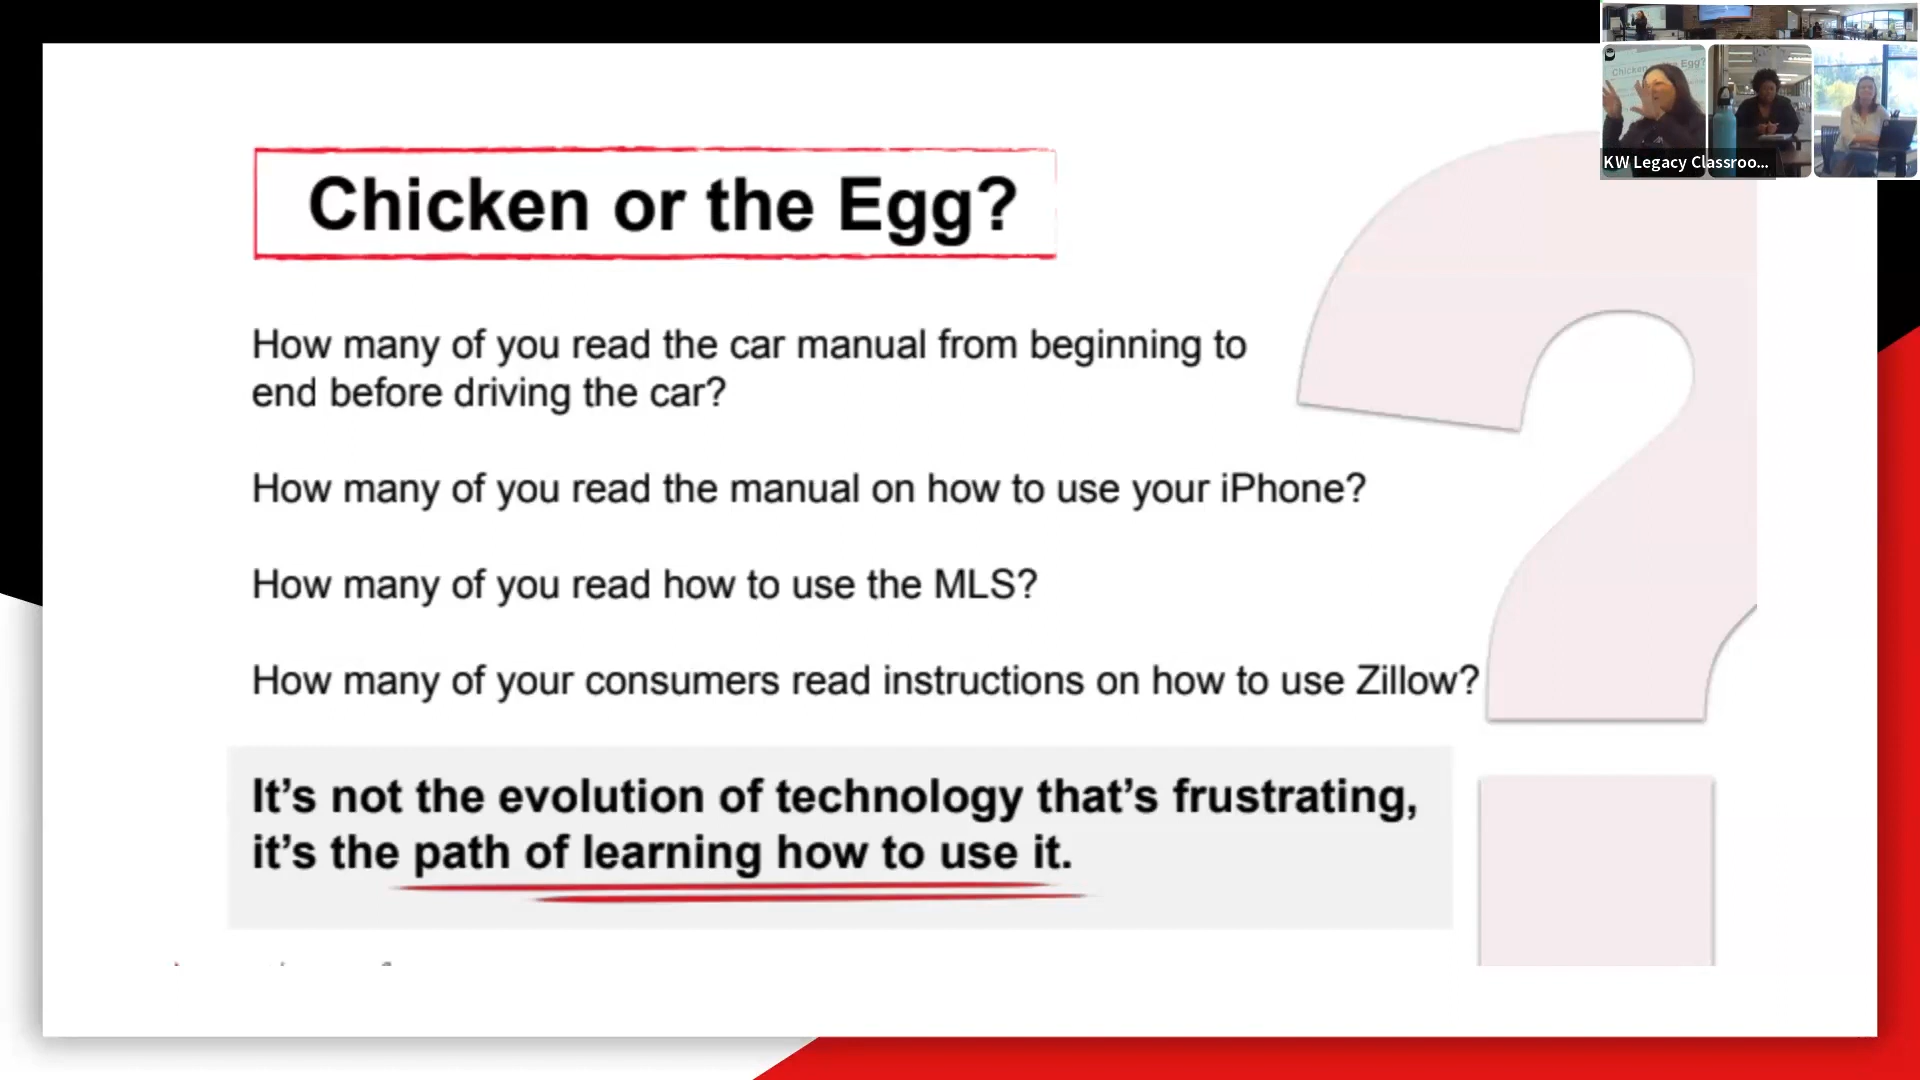 Chicken or the Egg?
How many of you read the car manual from beginning to
end before driving the car?
How many of you read the manual on how to use your iPhone?
How many of you read how to use the MLS?
How many of your consumers read instructions on how to use Zillow?
It’s not the evolution of technology that’s frustrating,
it’s the path of learning how to use it.
KW Legacy Classroo...